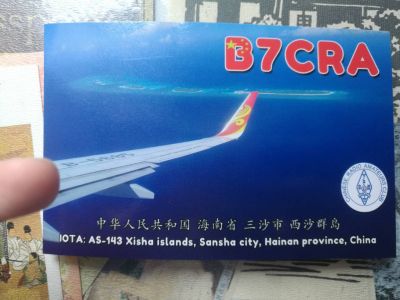 B7CRA
中华人民共和国 海南省 三沙市 西沙群岛
IOTA: AS-143 Xisha islands, Sansha city, Hainan province, China